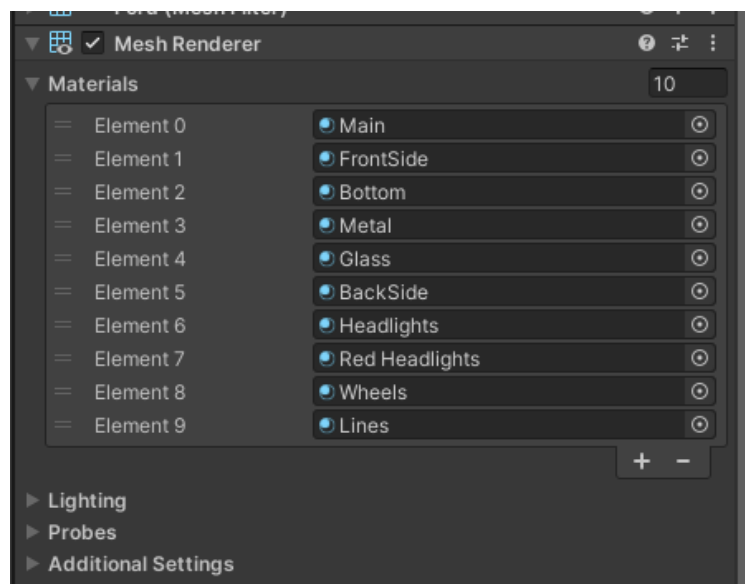 (Mesh Filter)
Mesh Renderer
Materials 10
Element 0 Main
Element 1 FrontSide
Element 2 Bottom
Element 3 Metal
Element 4 Glass
Element 5 BackSide
Element 6 Headlights
Element 7 Red Headlights
Element 8 Wheels
Element 9 Lines
Lighting
Probes
Additional Settings